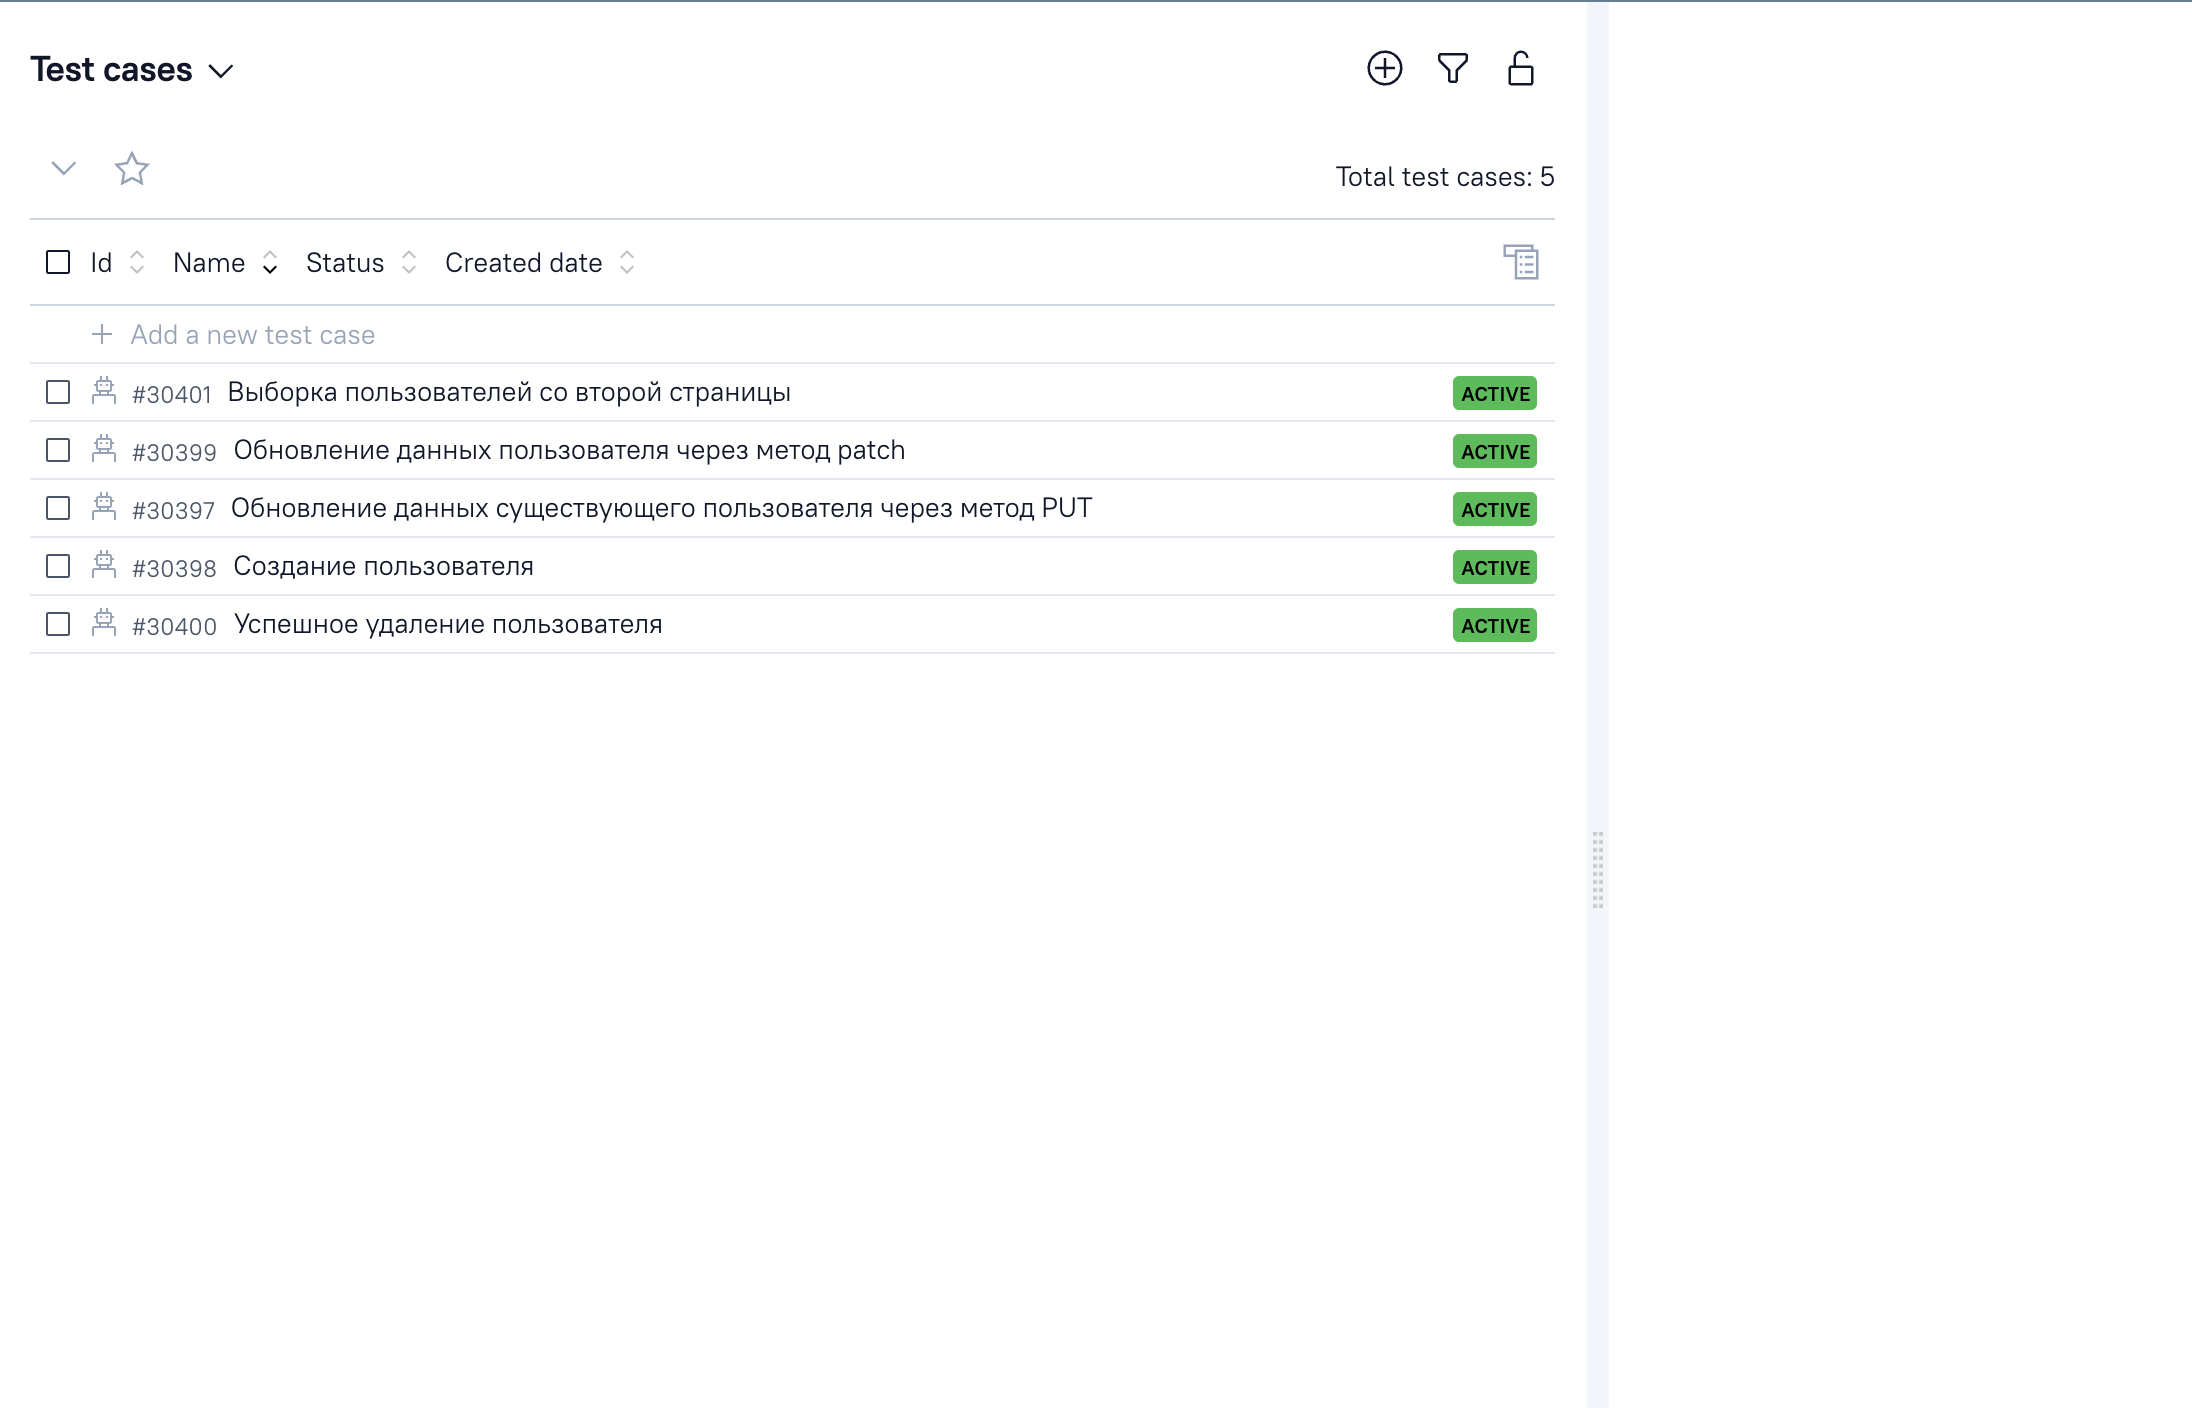 Test cases
Total test cases: 5
Id Name Status Created date
Add a new test case
#30401 Выборка пользователей со второй страницы ACTIVE
#30399 Обновление данных пользователя через метод patch ACTIVE
#30397 Обновление данных существующего пользователя через метод PUT ACTIVE
#30398 Создание пользователя ACTIVE
#30400 Успешное удаление пользователя ACTIVE